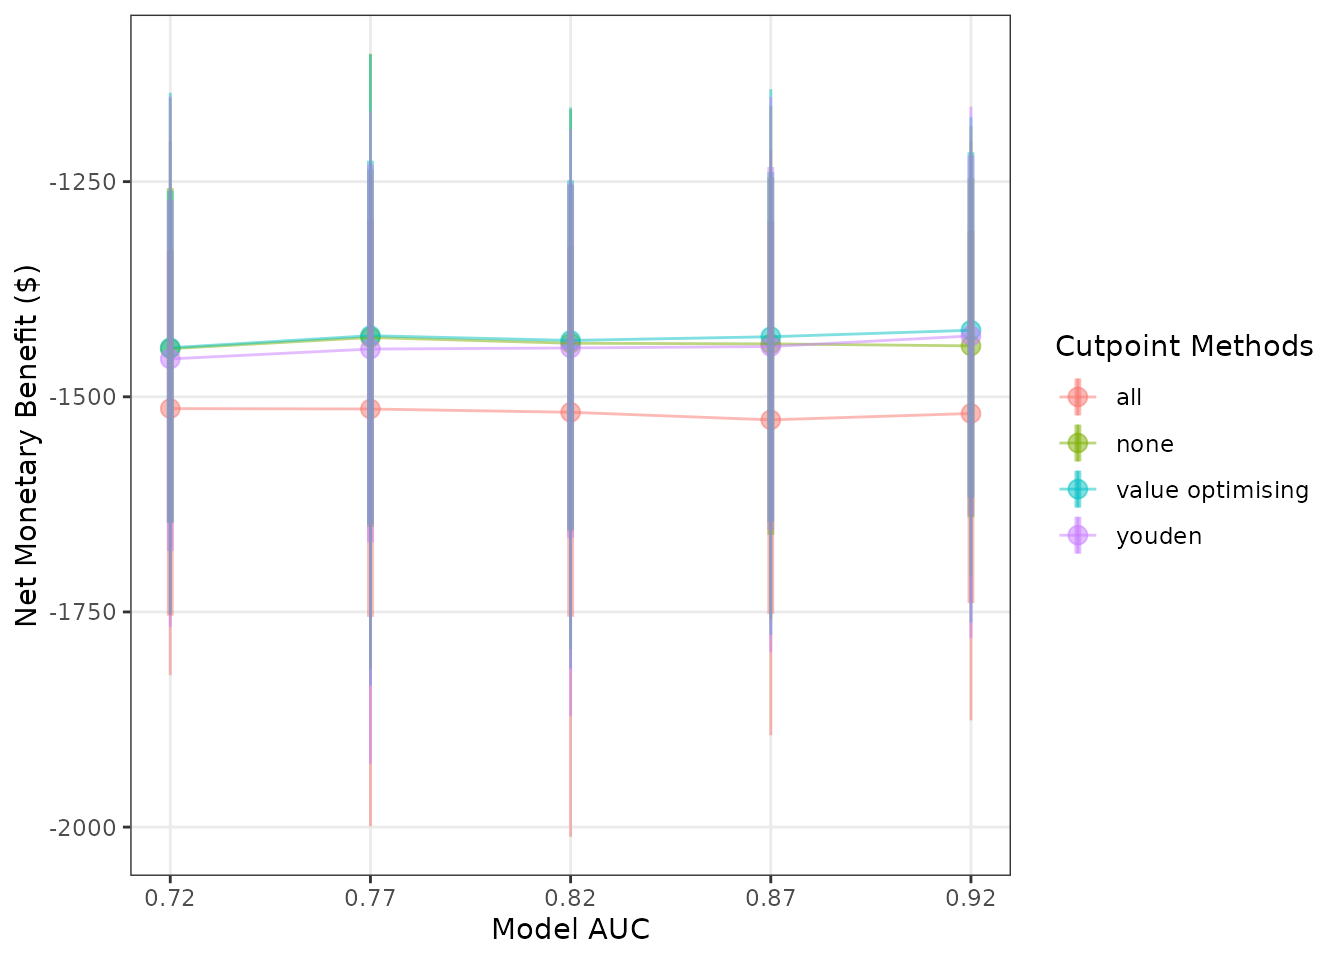 Net Monetary Benefit ($)
-1250
-1500
-1750
-2000
0.72 0.77 0.82 0.87 0.92
Model AUC
Cutpoint Methods
all
none
value optimising
youden